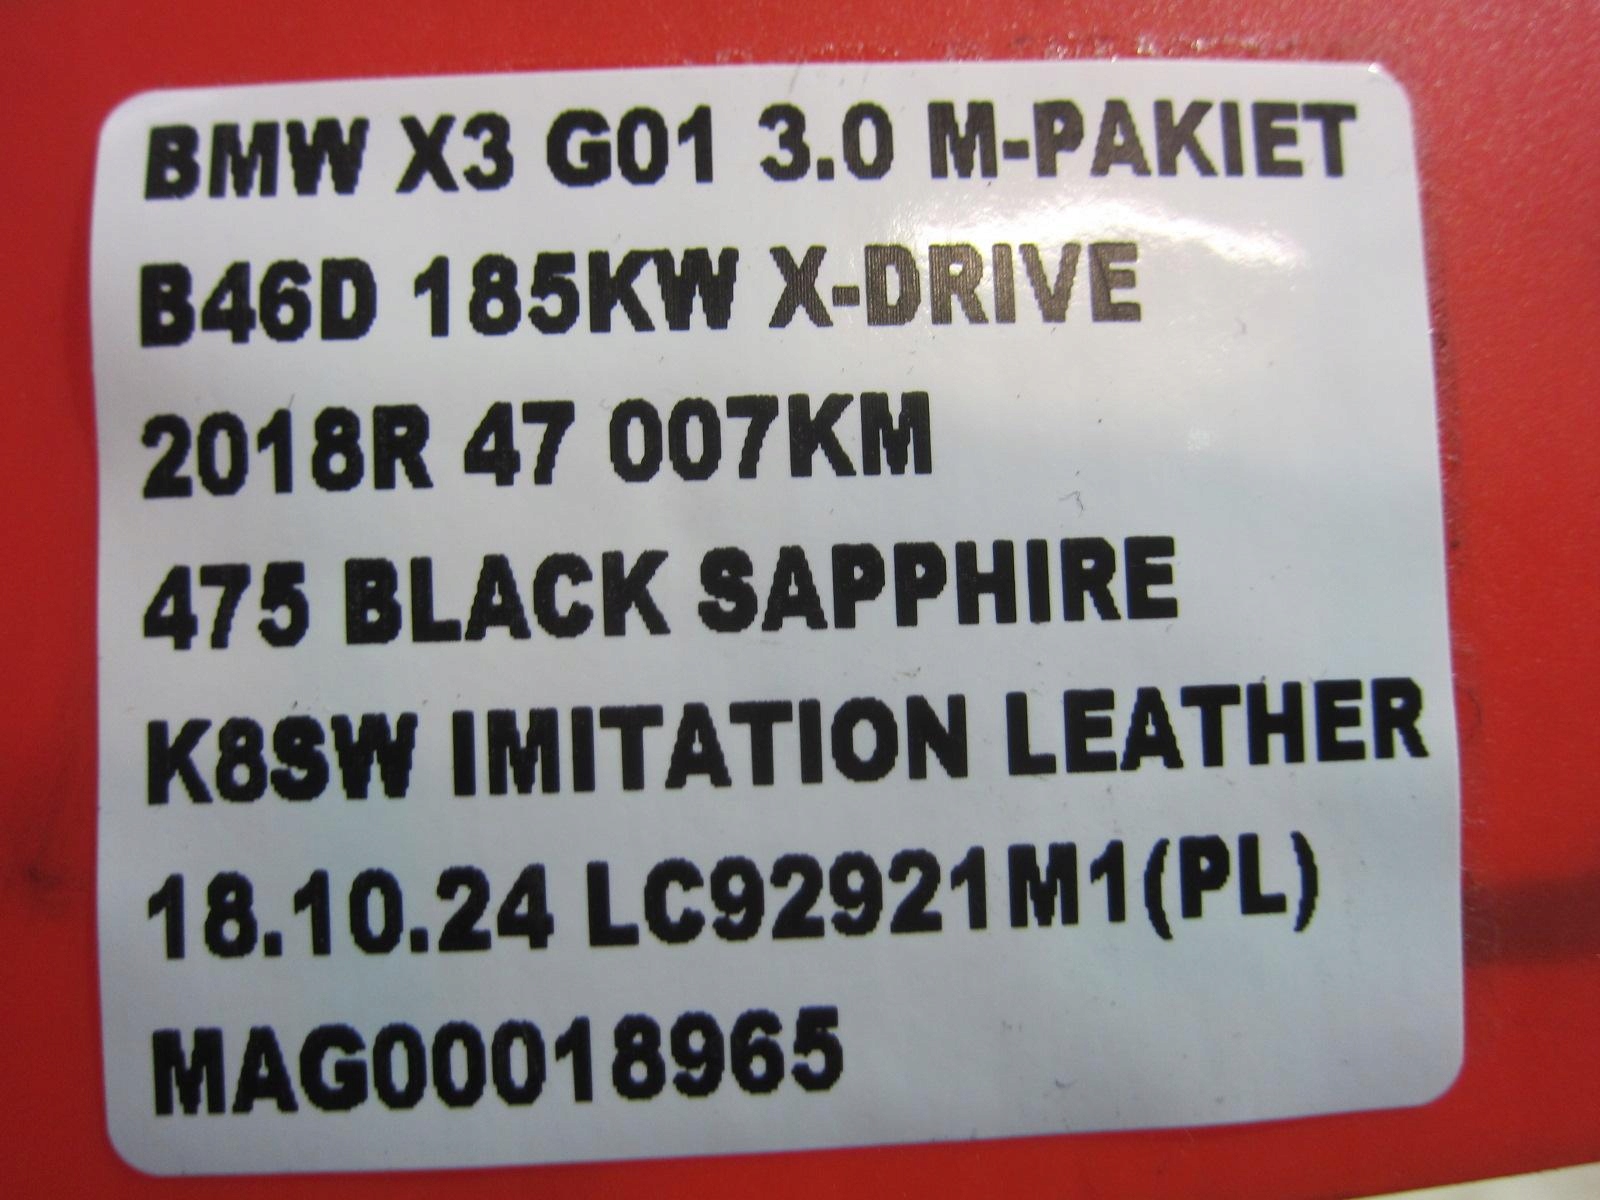 BMW X3 G01 3.0 M-PAKIET
B46D 185KW X-DRIVE
2018R 47 007KM
475 BLACK SAPPHIRE
K8SW IMITATION LEATHER
18.10.24 LC92921M1(PL)
MAG00018965